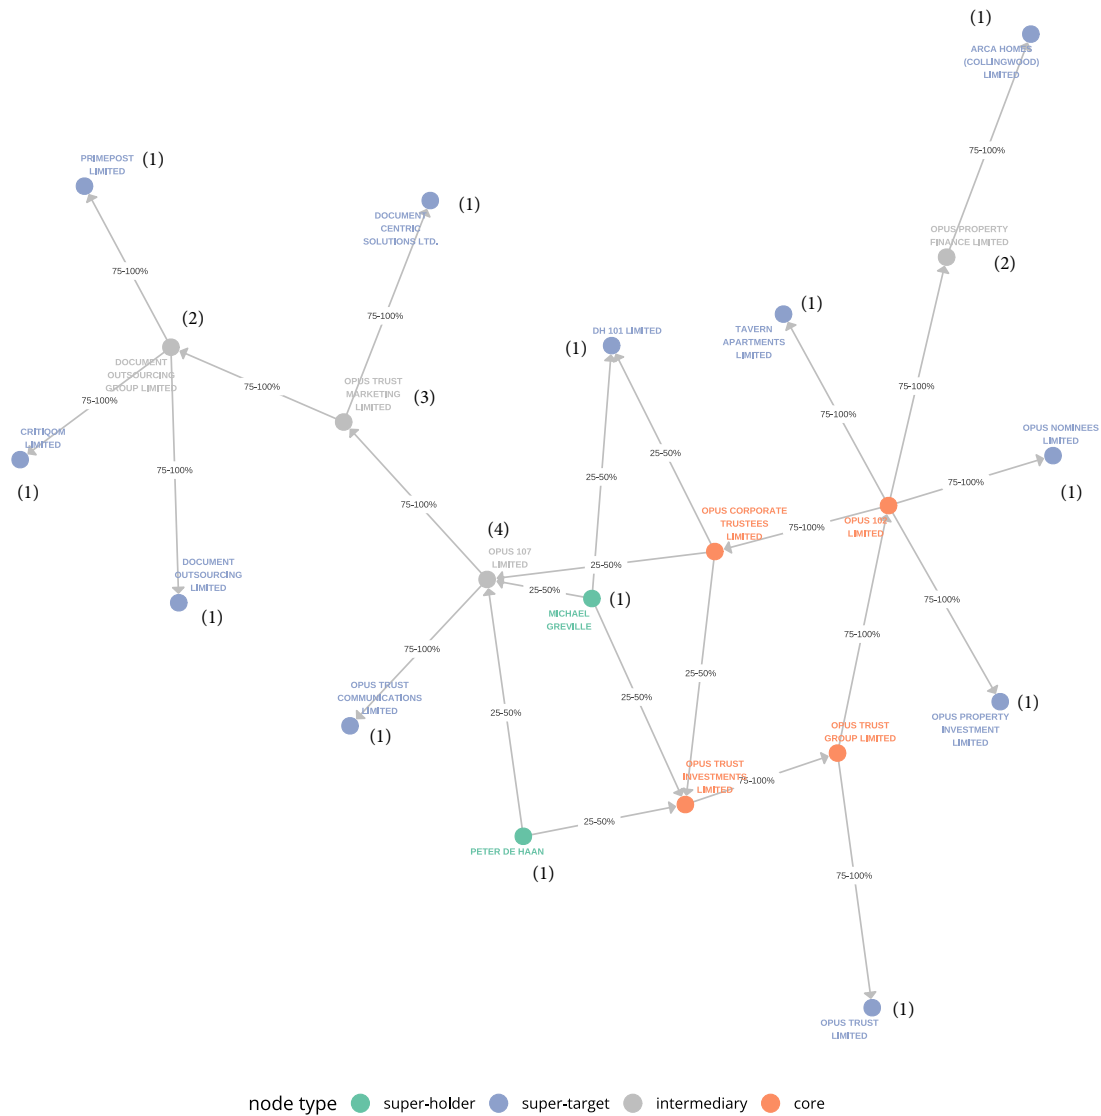 (1)
ARCA HOMES
(COLLINGWOOD)
LIMITED
75-100%
PRIMEPOST
LIMITED
(1)
DOCUMENT
CENTRIC
SOLUTIONS LTD.
(1)
OPUS PROPERTY
FINANCE LIMITED
(2)
75-100%
75-100%
(2)
DOCUMENT
OUTSOURCING
GROUP LIMITED
75-100%
OPUS TRUST
MARKETING
LIMITED
(3)
DH 101 LIMITED
(1)
TAVERN
APARTMENTS
LIMITED
(1)
75-100%
75-100%
CRITIQOM
LIMITED
(1)
75-100%
75-100%
OPUS NOMINEES
LIMITED
(1)
75-100%
75-100%
25-50%
25-50%
75-100%
OPUS CORPORATE
TRUSTEES
LIMITED
75-100%
OPUS 102
LIMITED
(4)
OPUS 107
LIMITED
25-50%
25-50%
MICHAEL
GREVILLE
(1)
DOCUMENT
OUTSOURCING
LIMITED
(1)
75-100%
75-100%
75-100%
OPUS TRUST
COMMUNICATIONS
LIMITED
(1)
25-50%
25-50%
25-50%
OPUS PROPERTY
INVESTMENT
LIMITED
(1)
OPUS TRUST
GROUP LIMITED
OPUS TRUST
INVESTMENTS
LIMITED
75-100%
25-50%
PETER DE HAAN
(1)
75-100%
OPUS TRUST
LIMITED
(1)
node type super-holder super-target intermediary core